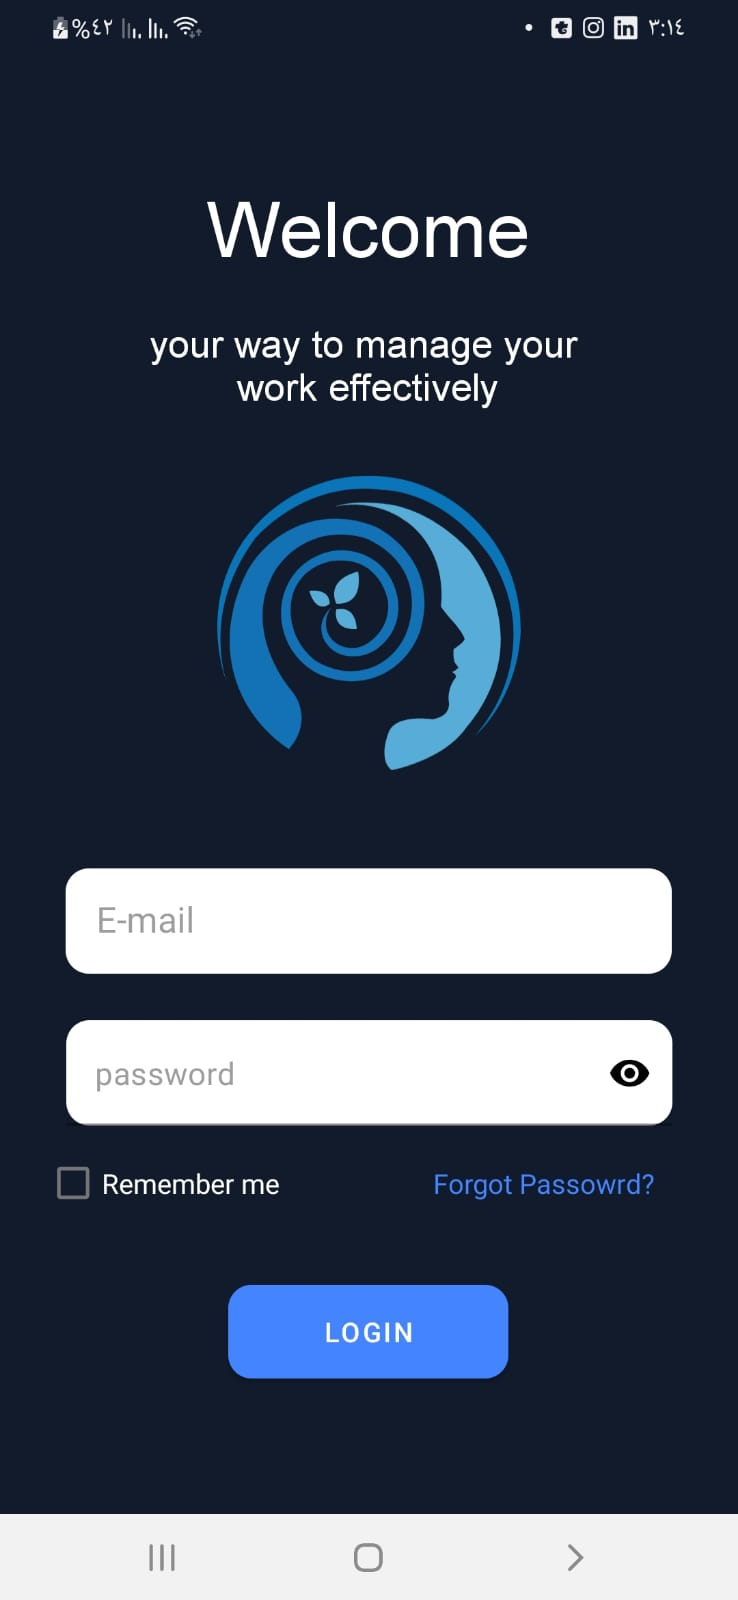 %٤٢
٣:١٤
Welcome
your way to manage your
work effectively
E-mail
password
Remember me
Forgot Passowrd?
LOGIN